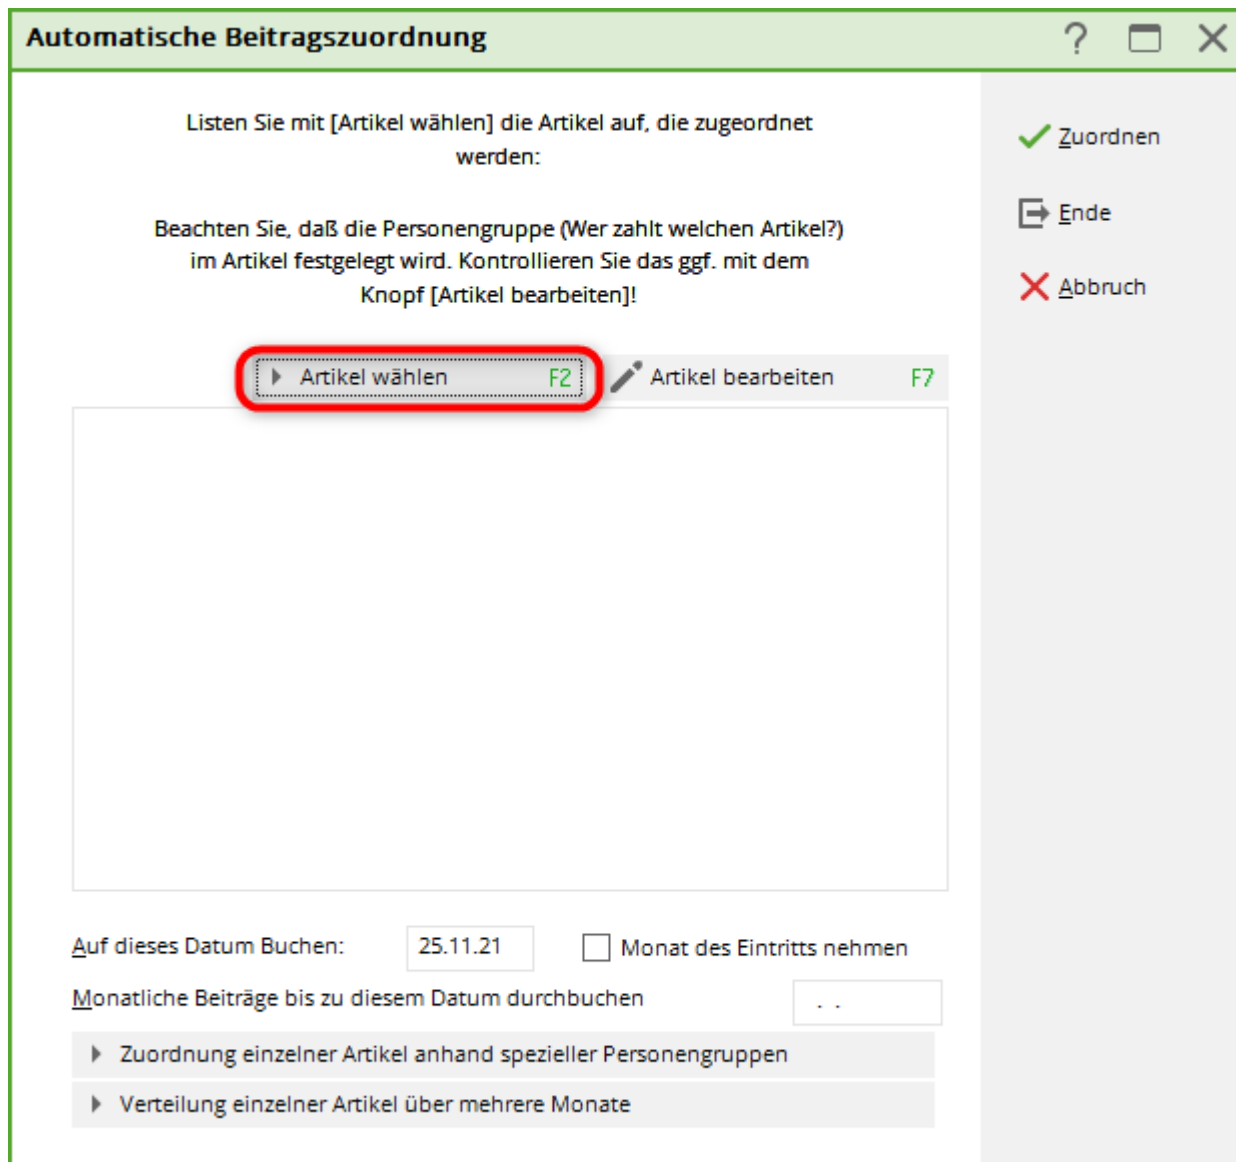 Automatische Beitragszuordnung
Listen Sie mit [Artikel wählen] die Artikel auf, die zugeordnet
werden:
Beachten Sie, daß die Personengruppe (Wer zahlt welchen Artikel?)
im Artikel festgelegt wird. Kontrollieren Sie das ggf. mit dem
Knopf [Artikel bearbeiten]!
Zuordnen
Ende
Abbruch
Artikel wählen F2 Artikel bearbeiten F7
Auf dieses Datum Buchen: 25.11.21 Monat des Eintritts nehmen
Monatliche Beiträge bis zu diesem Datum durchbuchen . .
Zuordnung einzelner Artikel anhand spezieller Personengruppen
Verteilung einzelner Artikel über mehrere Monate